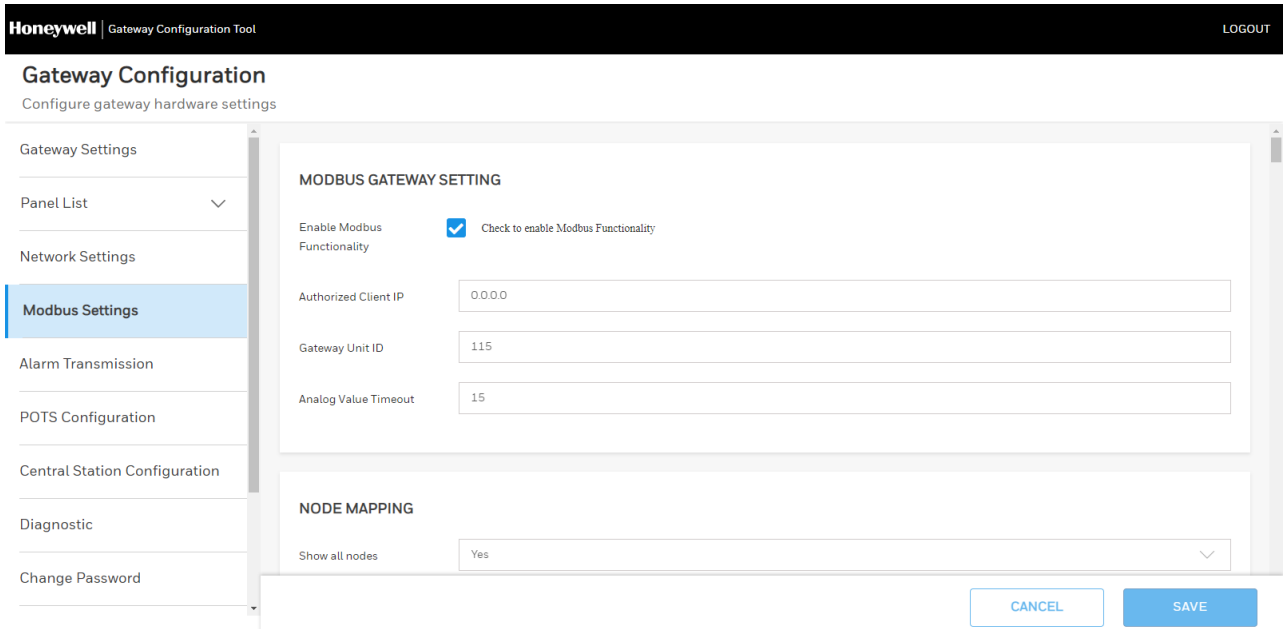 Honeywell | Gateway Configuration Tool
LOGOUT
Gateway Configuration
Configure gateway hardware settings
Gateway Settings
Panel List
Network Settings
Modbus Settings
Alarm Transmission
POTS Configuration
Central Station Configuration
Diagnostic
Change Password
MODBUS GATEWAY SETTING
Enable Modbus
Functionality
Check to enable Modbus Functionality
Authorized Client IP
0.0.0.0
Gateway Unit ID
115
Analog Value Timeout
15
NODE MAPPING
Show all nodes
Yes
CANCEL
SAVE